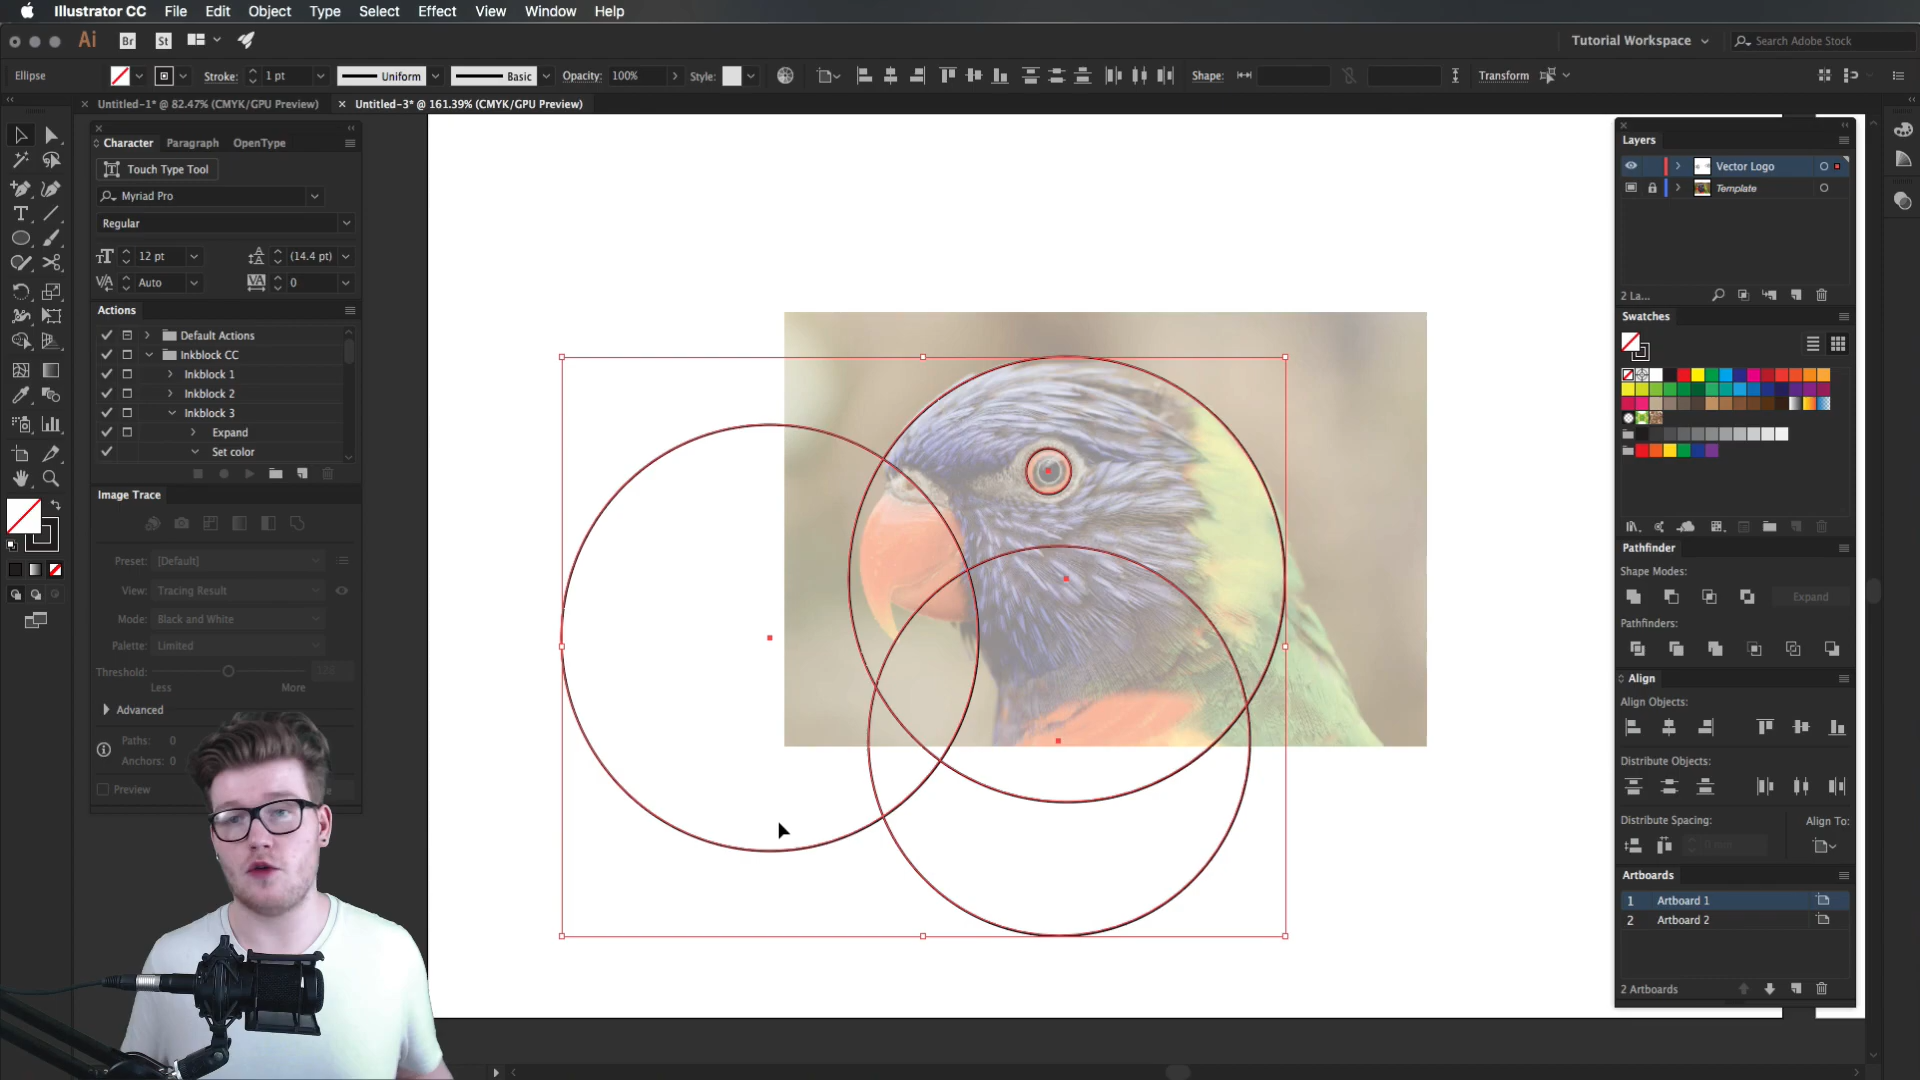 Illustrator CC File Edit Object Type Select Effect View Window Help
Ai Br St Tutorial Workspace Search Adobe Stock
Ellipse Stroke: 1 pt Uniform Basic Opacity: 100% Style: Shape: Transform
Untitled-1* @ 82.47% (CMYK/GPU Preview) Untitled-3* @ 161.39% (CMYK/GPU Preview)
Character Paragraph OpenType
Touch Type Tool
Myriad Pro
Regular
12 pt (14.4 pt)
Auto 0
Actions
Default Actions
Inkblock CC
Inkblock 1
Inkblock 2
Inkblock 3
Expand
Set color
Image Trace
Preset: [Default]
View: Tracing Result
Mode: Black and White
Palette: Limited
Threshold: 128
Less More
Advanced
Paths: 0
Anchors: 0
Preview
Layers
Vector Logo
Template
2 La...
Swatches
Pathfinder
Shape Modes:
Expand
Pathfinders:
Align
Align Objects:
Distribute Objects:
Distribute Spacing: Align To:
0 mm
Artboards
1 Artboard 1
2 Artboard 2
2 Artboards